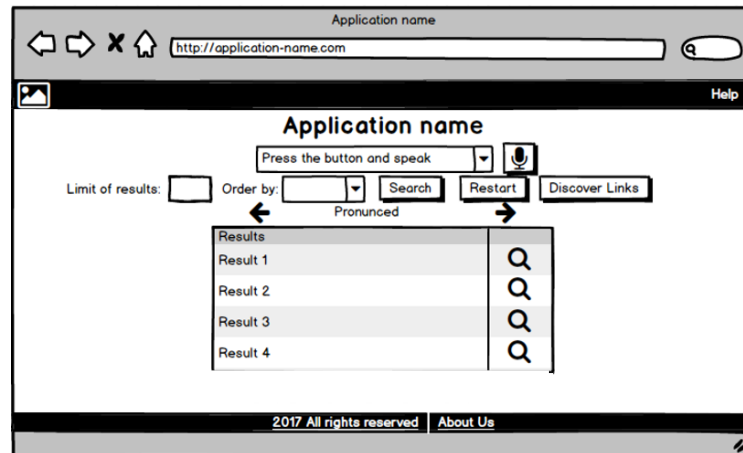 Application name
http://application-name.com
Help
Application name
Press the button and speak
Limit of results: Order by: Search Restart Discover Links
Pronunced
Results
Result 1
Result 2
Result 3
Result 4
2017 All rights reserved About Us